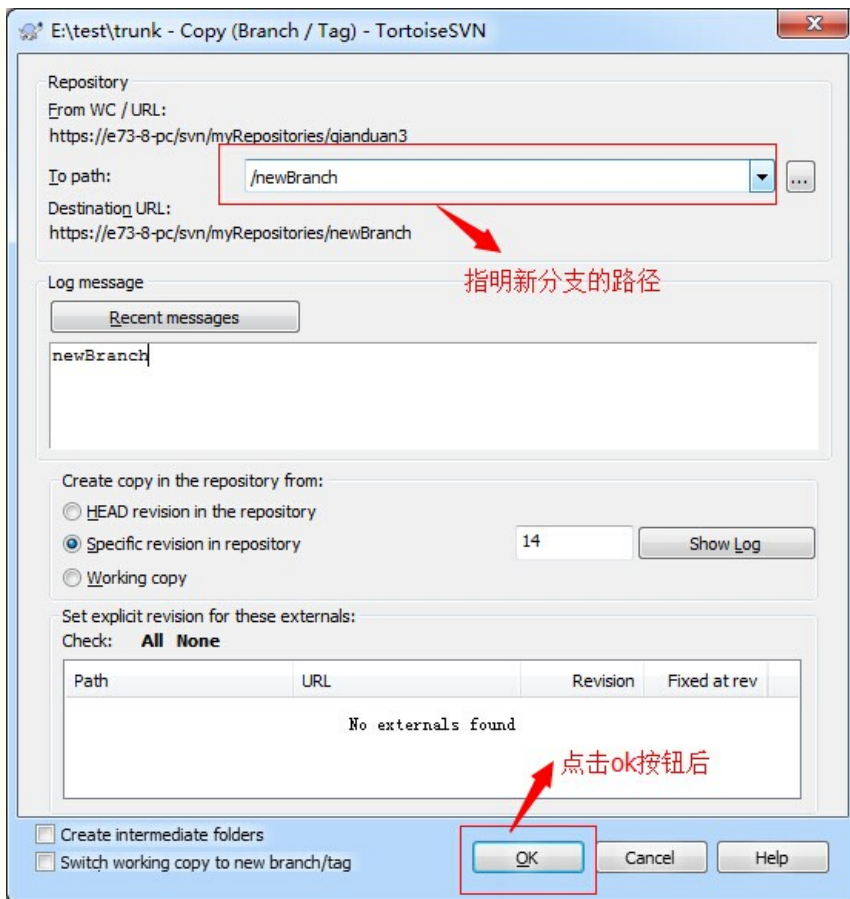 E:\test\trunk - Copy (Branch / Tag) - TortoiseSVN
Repository
From WC / URL:
https://e73-8-pc/svn/myRepositories/qianduan3
To path:
/newBranch
...
Destination URL:
https://e73-8-pc/svn/myRepositories/newBranch
指明新分支的路径
Log message
Recent messages
newBranch
Create copy in the repository from:
HEAD revision in the repository
Specific revision in repository
14
Show Log
Working copy
Set explicit revision for these externals:
Check: All None
Path URL Revision Fixed at rev
No externals found
点击ok按钮后
Create intermediate folders
Switch working copy to new branch/tag
OK Cancel Help